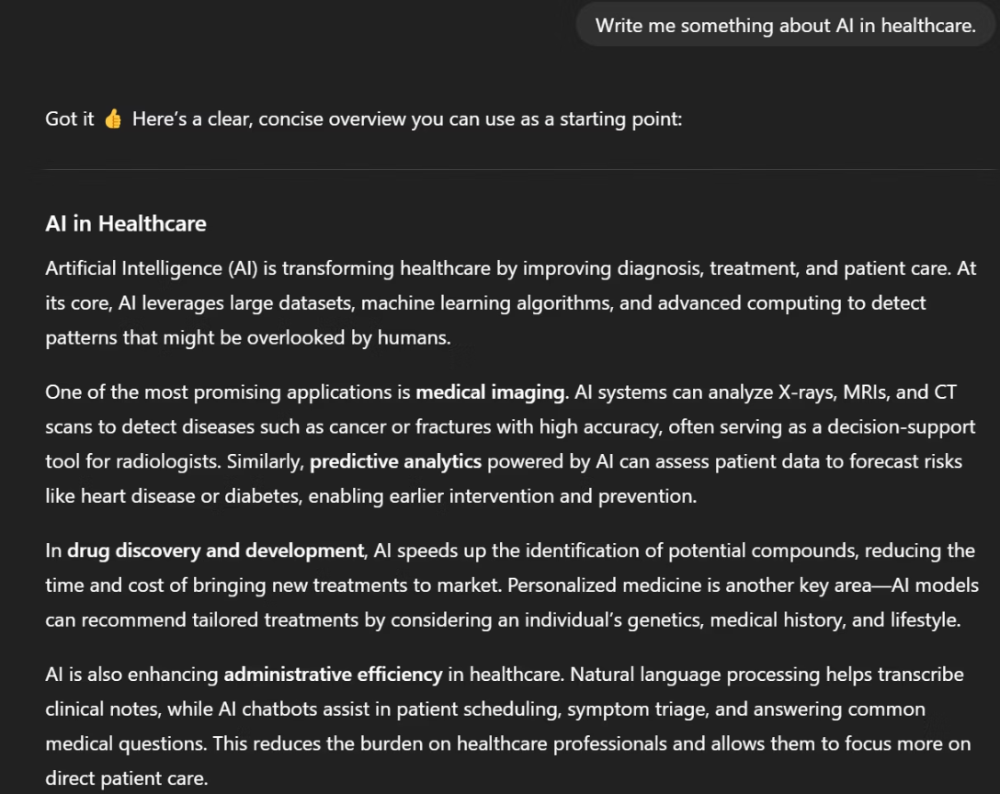 Write me something about AI in healthcare.
Got it 👍 Here’s a clear, concise overview you can use as a starting point:
AI in Healthcare
Artificial Intelligence (AI) is transforming healthcare by improving diagnosis, treatment, and patient care. At
its core, AI leverages large datasets, machine learning algorithms, and advanced computing to detect
patterns that might be overlooked by humans.
One of the most promising applications is medical imaging. AI systems can analyze X-rays, MRIs, and CT
scans to detect diseases such as cancer or fractures with high accuracy, often serving as a decision-support
tool for radiologists. Similarly, predictive analytics powered by AI can assess patient data to forecast risks
like heart disease or diabetes, enabling earlier intervention and prevention.
In drug discovery and development, AI speeds up the identification of potential compounds, reducing the
time and cost of bringing new treatments to market. Personalized medicine is another key area—AI models
can recommend tailored treatments by considering an individual’s genetics, medical history, and lifestyle.
AI is also enhancing administrative efficiency in healthcare. Natural language processing helps transcribe
clinical notes, while AI chatbots assist in patient scheduling, symptom triage, and answering common
medical questions. This reduces the burden on healthcare professionals and allows them to focus more on
direct patient care.